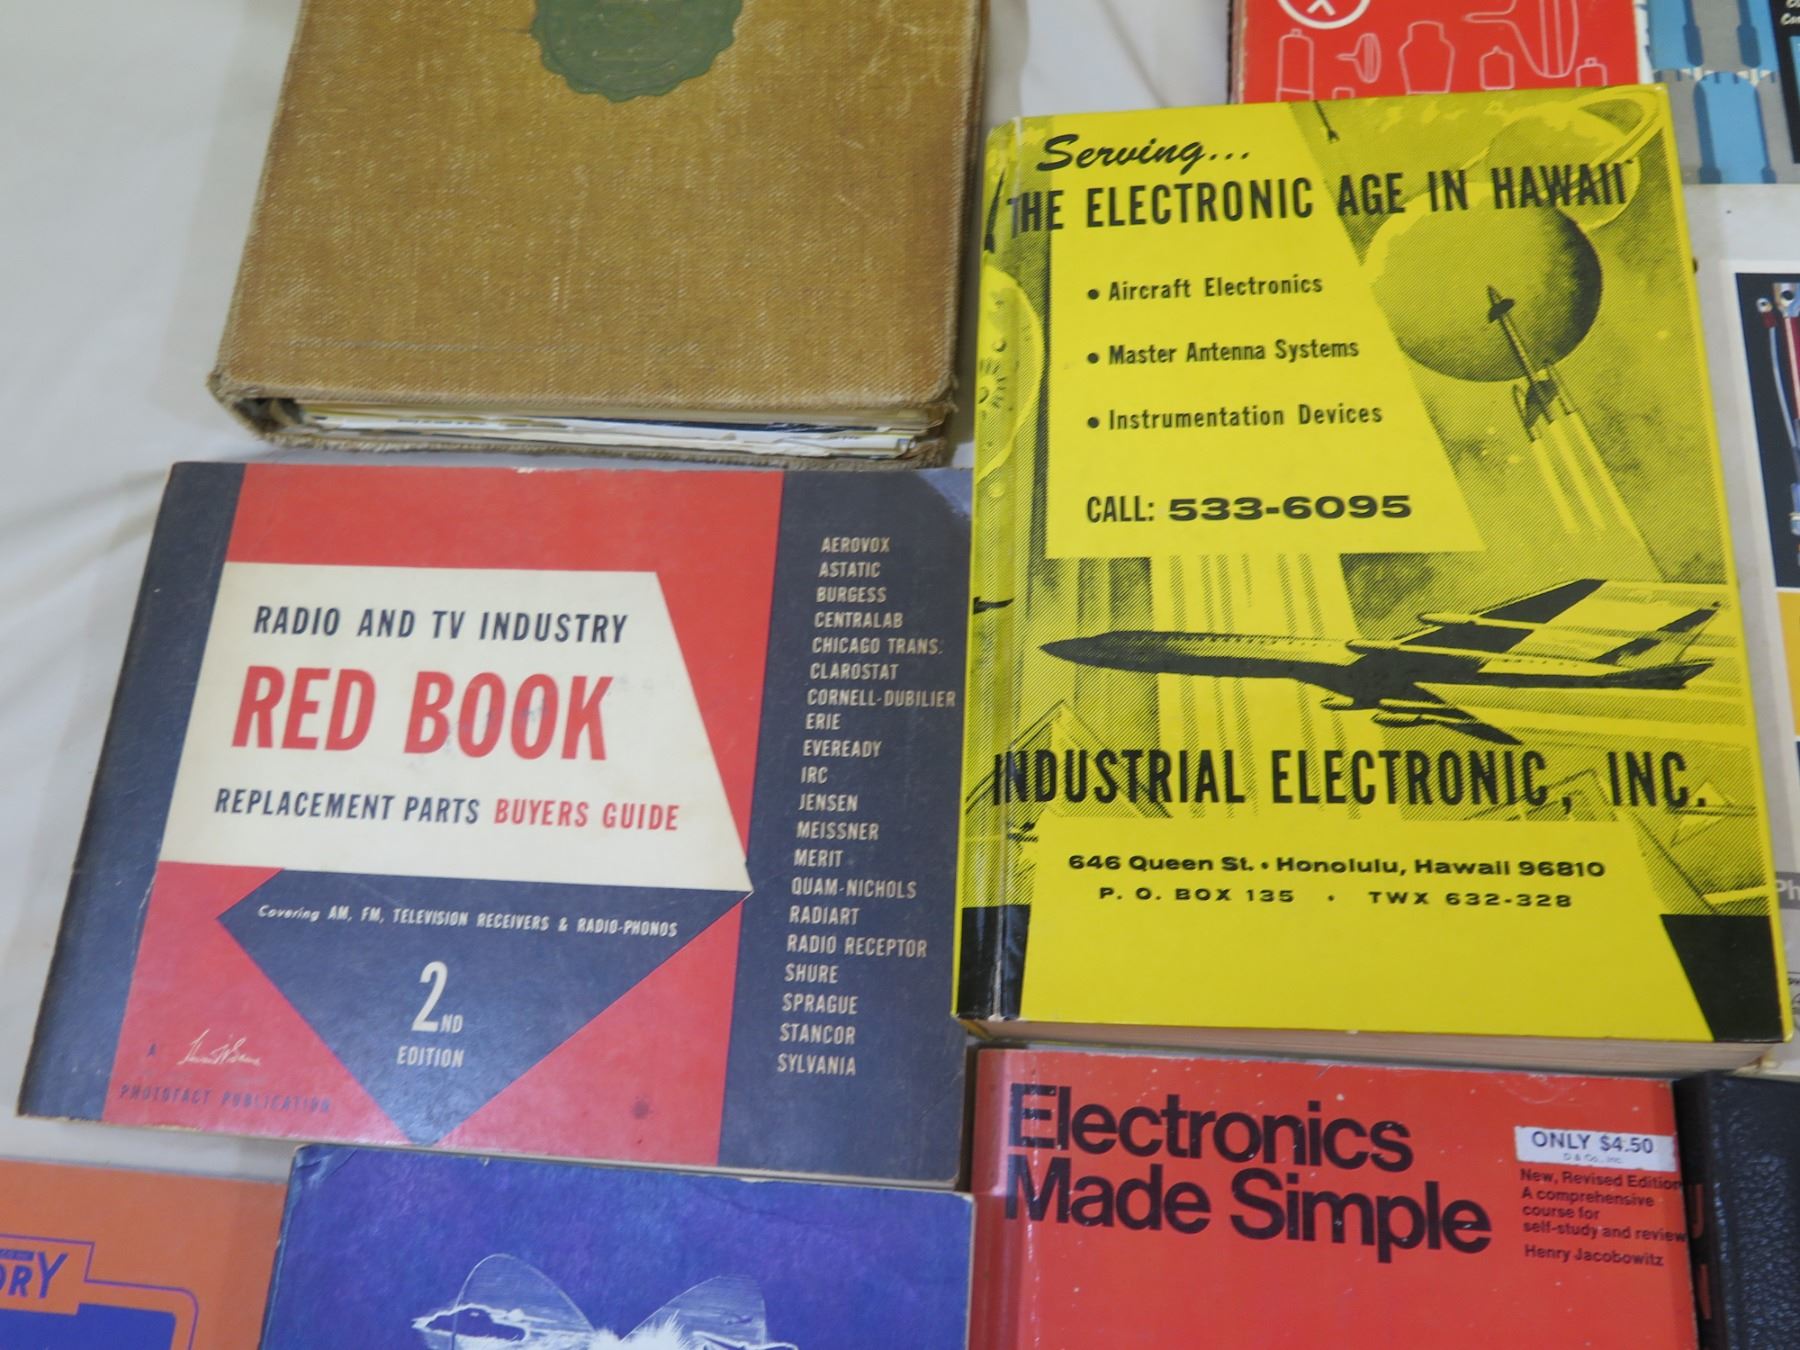 Serving...
THE ELECTRONIC AGE IN HAWAII
• Aircraft Electronics
• Master Antenna Systems
• Instrumentation Devices
CALL: 533-6095
INDUSTRIAL ELECTRONIC, INC.
646 Queen St. • Honolulu, Hawaii 96810
P. O. BOX 135 • TWX 632-328
RADIO AND TV INDUSTRY
RED BOOK
REPLACEMENT PARTS BUYERS GUIDE
Covering AM, FM, TELEVISION RECEIVERS & RADIO-PHONOS
2ND
EDITION
A
PHOTOFACT PUBLICATION
AEROVOX
ASTATIC
BURGESS
CENTRALAB
CHICAGO TRANS.
CLAROSTAT
CORNELL-DUBILIER
ERIE
EVEREADY
IRC
JENSEN
MEISSNER
MERIT
QUAM-NICHOLS
RADIART
RADIO RECEPTOR
SHURE
SPRAGUE
STANCOR
SYLVANIA
Electronics
Made Simple
ONLY $4.50
D & Co., Inc.
New, Revised Edition
A comprehensive
course for
self-study and review
Henry Jacobowitz